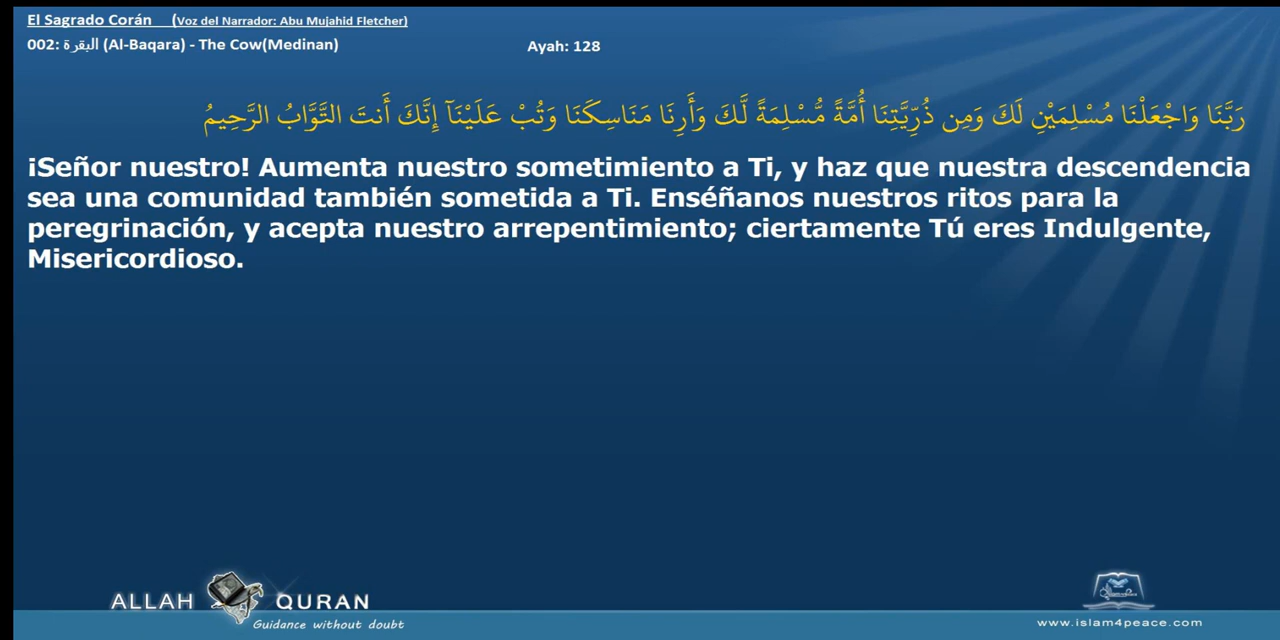 El Sagrado Corán (Voz del Narrador: Abu Mujahid Fletcher)
002: البقرة (Al-Baqara) - The Cow(Medinan) Ayah: 128
رَبَّنَا وَاجْعَلْنَا مُسْلِمَيْنِ لَكَ وَمِن ذُرِّيَّتِنَا أُمَّةً مُّسْلِمَةً لَّكَ وَأَرِنَا مَنَاسِكَنَا وَتُبْ عَلَيْنَآ إِنَّكَ أَنتَ التَّوَّابُ الرَّحِيمُ
¡Señor nuestro! Aumenta nuestro sometimiento a Ti, y haz que nuestra descendencia
sea una comunidad también sometida a Ti. Enséñanos nuestros ritos para la
peregrinación, y acepta nuestro arrepentimiento; ciertamente Tú eres Indulgente,
Misericordioso.
ALLAH QURAN
Guidance without doubt
www.islam4peace.com